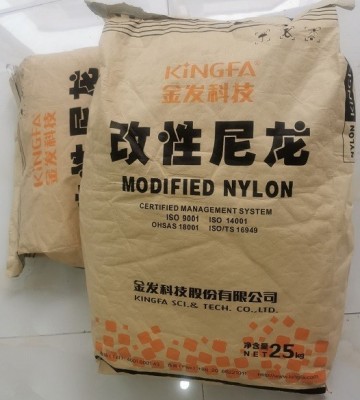 KINGFA
金发科技
改性尼龙
MODIFIED NYLON
CERTIFIED MANAGEMENT SYSTEM
ISO 9001 ISO 14001
OHSAS 18001 ISO/TS 16949
金发科技股份有限公司
KINGFA SCI. & TECH. CO.,LTD.
净含量
NET 25kg
NYLON
KINGFA